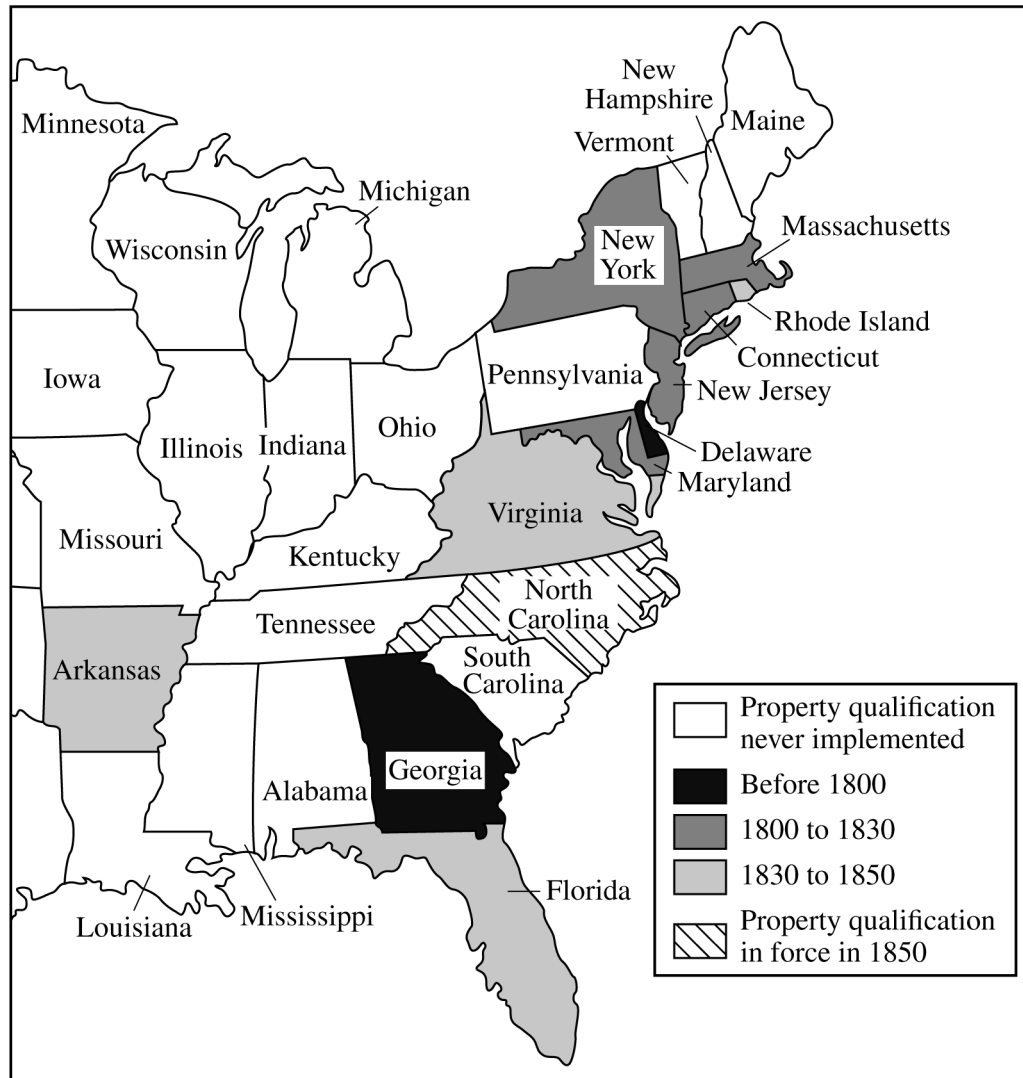 New
Hampshire
Maine
Minnesota
Vermont
Michigan
Massachusetts
Wisconsin
New
York
Rhode Island
Connecticut
Iowa
Pennsylvania
New Jersey
Illinois
Indiana
Ohio
Delaware
Maryland
Virginia
Missouri
Kentucky
North
Carolina
Tennessee
South
Carolina
Arkansas
Georgia
Alabama
Florida
Mississippi
Louisiana
Property qualification
never implemented
Before 1800
1800 to 1830
1830 to 1850
Property qualification
in force in 1850